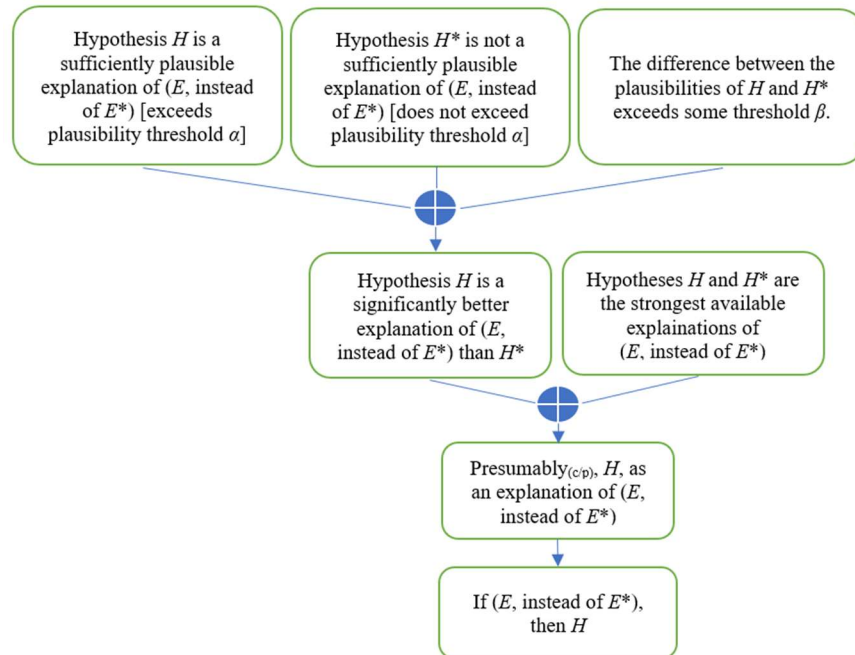 Hypothesis H is a
sufficiently plausible
explanation of (E, instead
of E*) [exceeds
plausibility threshold α]
Hypothesis H* is not a
sufficiently plausible
explanation of (E, instead
of E*) [does not exceed
plausibility threshold α]
The difference between the
plausibilities of H and H*
exceeds some threshold β.
Hypothesis H is a
significantly better
explanation of (E,
instead of E*) than H*
Hypotheses H and H* are
the strongest available
explainations of
(E, instead of E*)
Presumably(c/p), H, as
an explanation of (E,
instead of E*)
If (E, instead of E*),
then H